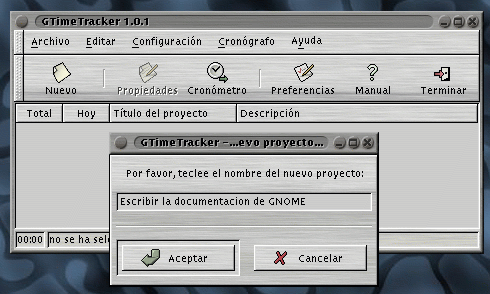 GTimeTracker 1.0.1
Archivo Editar Configuración Cronógrafo Ayuda
Nuevo Propiedades Cronómetro Preferencias Manual Terminar
Total Hoy Título del proyecto Descripción
GTimeTracker -...evo proyecto...
Por favor, teclee el nombre del nuevo proyecto:
Escribir la documentacion de GNOME
00:00 no se ha sele
Aceptar Cancelar